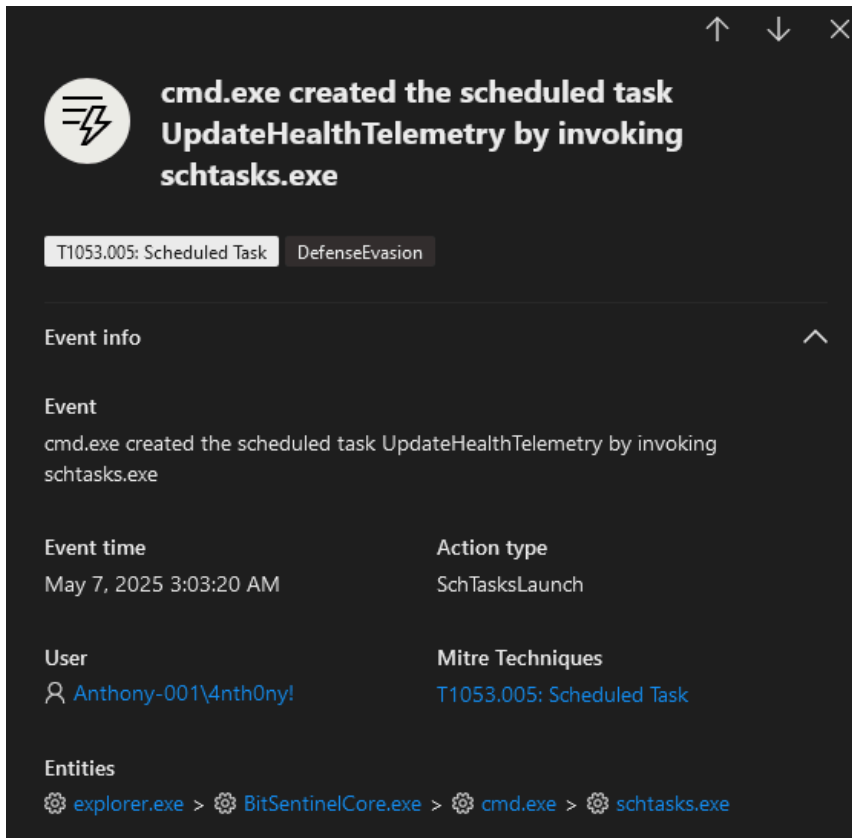 cmd.exe created the scheduled task
UpdateHealthTelemetry by invoking
schtasks.exe
T1053.005: Scheduled Task
DefenseEvasion
Event info
Event
cmd.exe created the scheduled task UpdateHealthTelemetry by invoking
schtasks.exe
Event time
Action type
May 7, 2025 3:03:20 AM
SchTasksLaunch
User
Mitre Techniques
Anthony-001\4nth0ny!
T1053.005: Scheduled Task
Entities
explorer.exe > BitSentinelCore.exe > cmd.exe > schtasks.exe